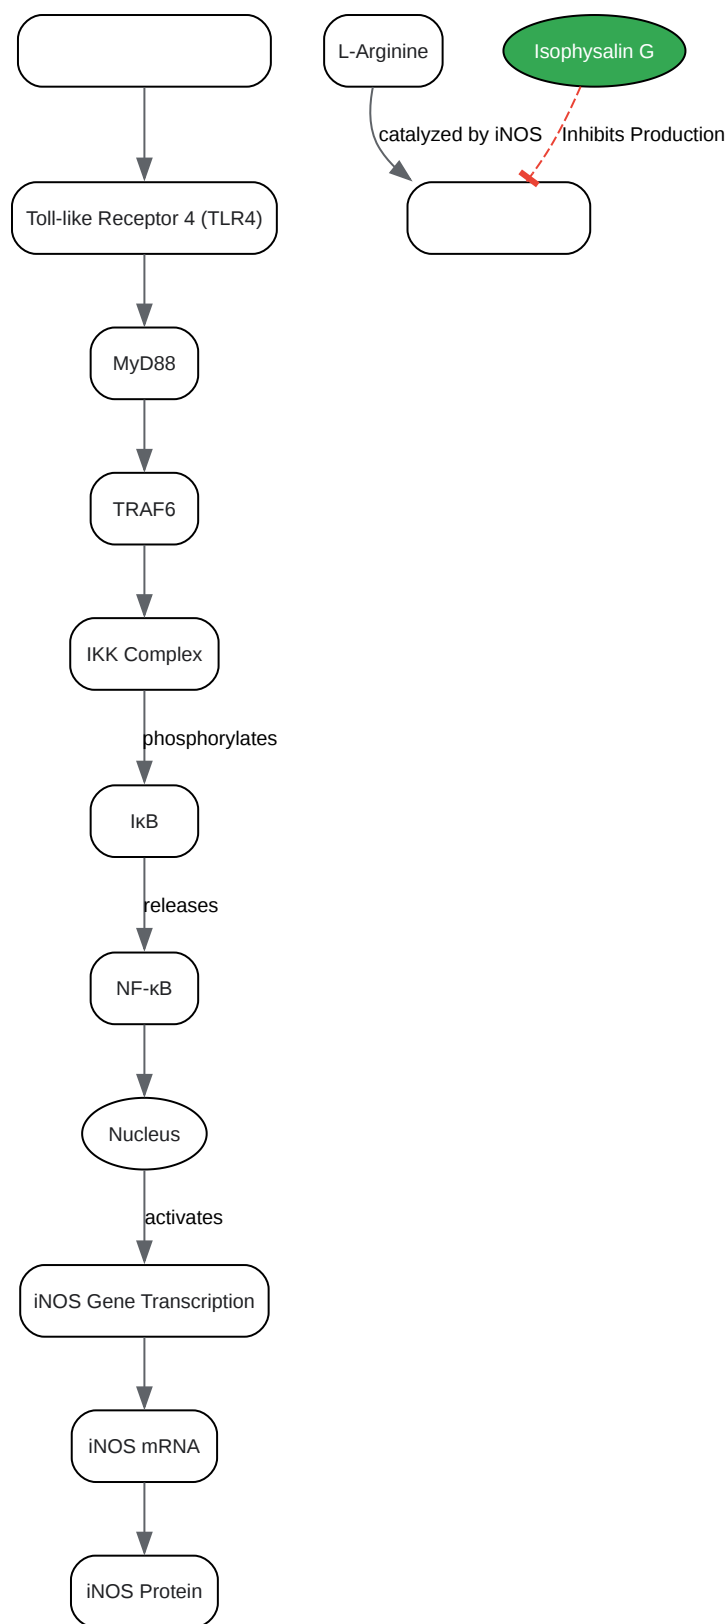 L-Arginine
Isophysalin G
catalyzed by iNOS
Inhibits Production
Toll-like Receptor 4 (TLR4)
MyD88
TRAF6
IKK Complex
phosphorylates
IκB
releases
NF-κB
Nucleus
activates
iNOS Gene Transcription
iNOS mRNA
iNOS Protein